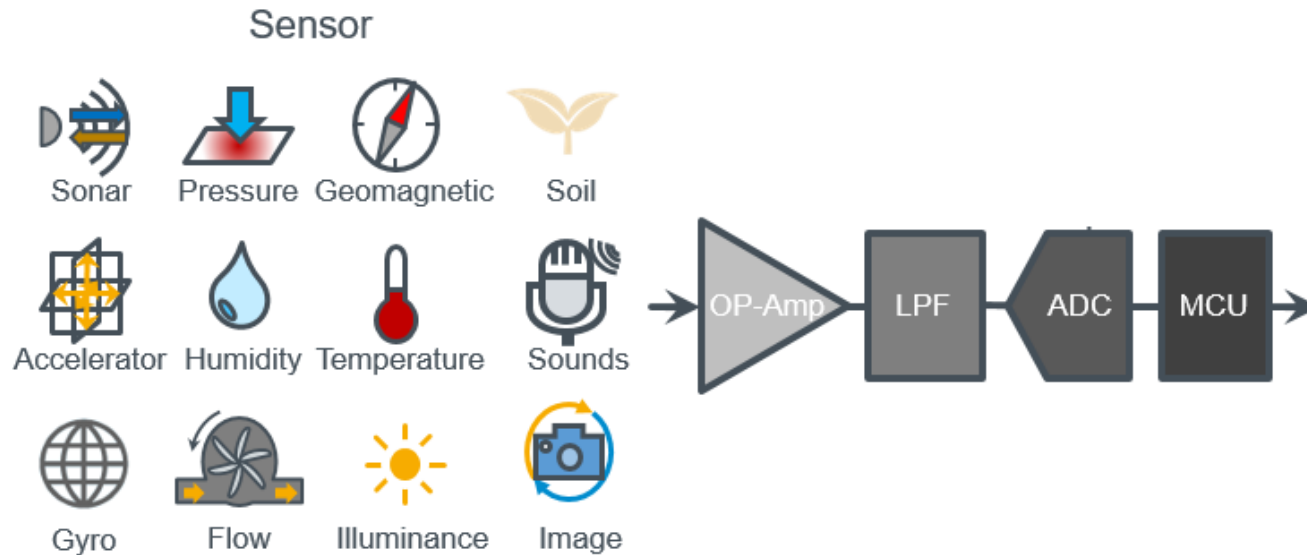 Sensor
Sonar Pressure Geomagnetic Soil
OP-Amp LPF ADC MCU
Accelerator Humidity Temperature Sounds
Gyro Flow Illuminance Image